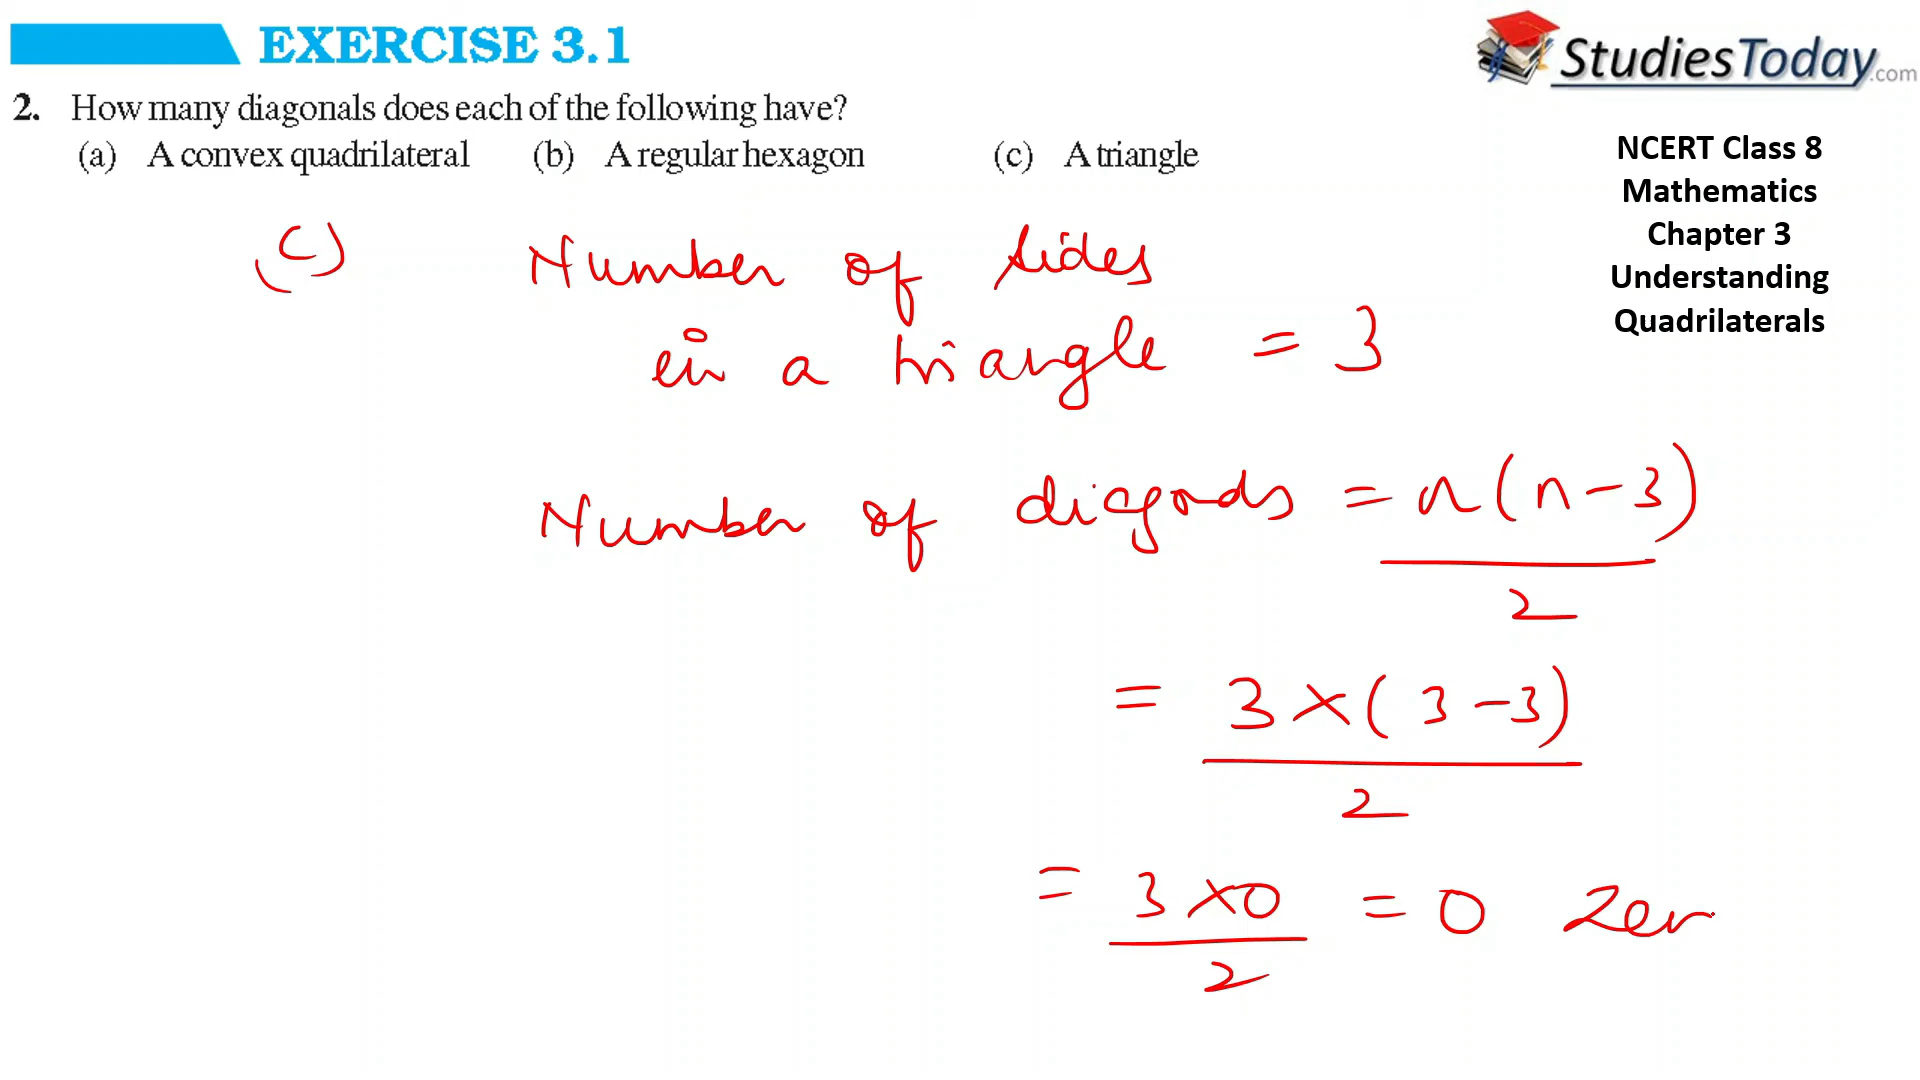 EXERCISE 3.1
StudiesToday.com
2. How many diagonals does each of the following have?
(a) A convex quadrilateral (b) A regular hexagon (c) A triangle
NCERT Class 8
Mathematics
Chapter 3
Understanding
Quadrilaterals
(c) Number of sides
in a triangle = 3
Number of diagonals = n(n-3)
2
= 3×(3-3)
2
= 3×0 = 0 Zer
2